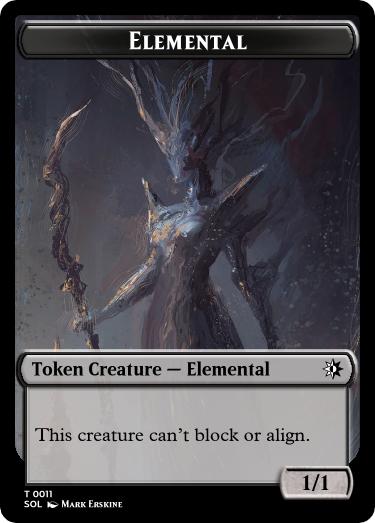 Elemental
Token Creature — Elemental
This creature can't block or align.
1/1
T 0011
SOL Mark Erskine